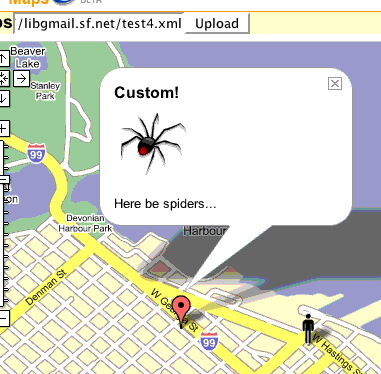 Maps
BETA
os /libgmail.sf.net/test4.xml Upload
Beaver
Lake
Stanley
Park
Custom!
99
Here be spiders...
Devonian
Harbour Park
Harbour
Denman St
W Georgia St
99
W Hastings St